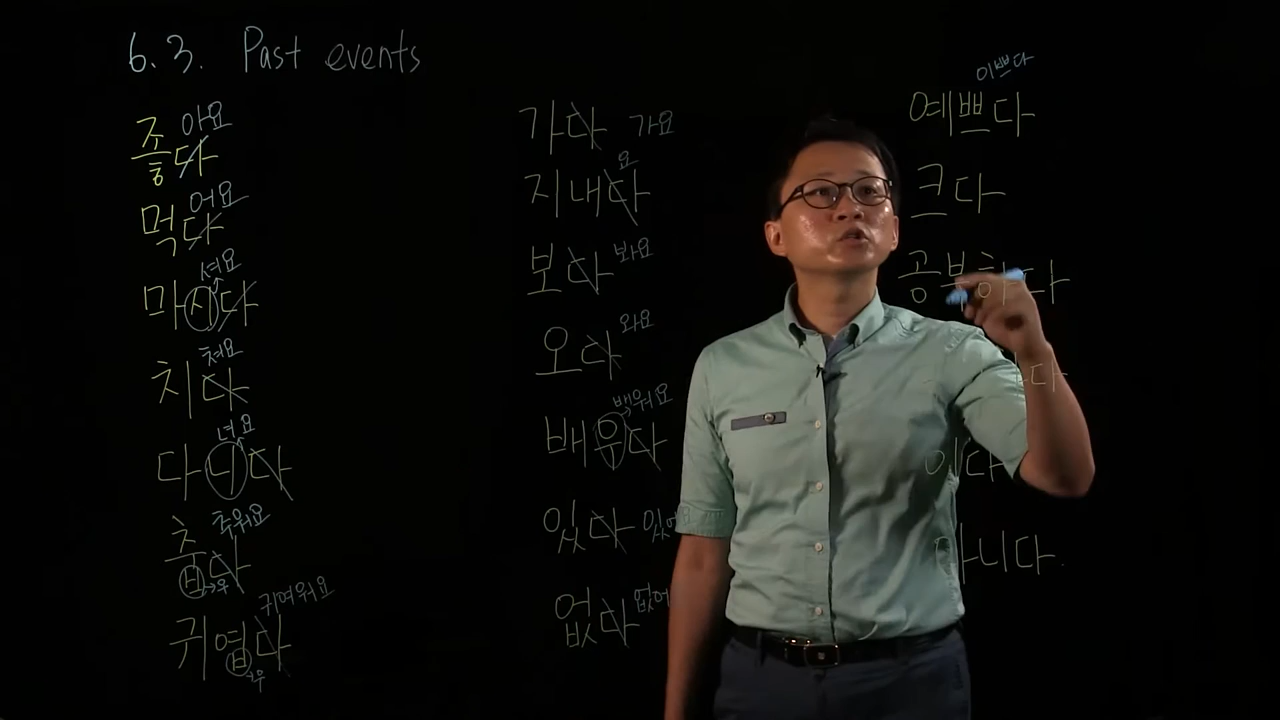 6.3. Past events
아요
좋다
어요
먹다
셔요
마시다
쳐요
치다
녀요
다니다
추워요
춥다
→우
귀여워요
귀엽다
→우
가다 가요
요
지내다
보다 봐요
오다 와요
배워요
배우다
있다 있어요
없다 없어
이쁘다
예쁘다
크다
공부하다
다
이다
니다.